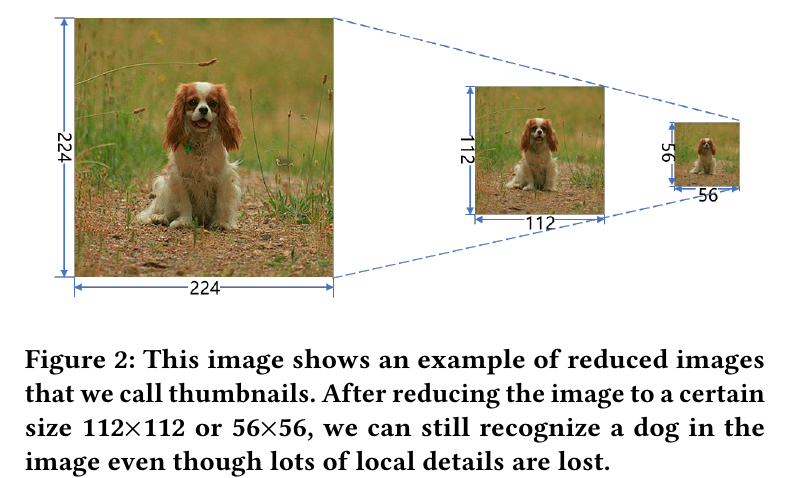 224
224
112
112
56
56
Figure 2: This image shows an example of reduced images
that we call thumbnails. After reducing the image to a certain
size 112×112 or 56×56, we can still recognize a dog in the
image even though lots of local details are lost.